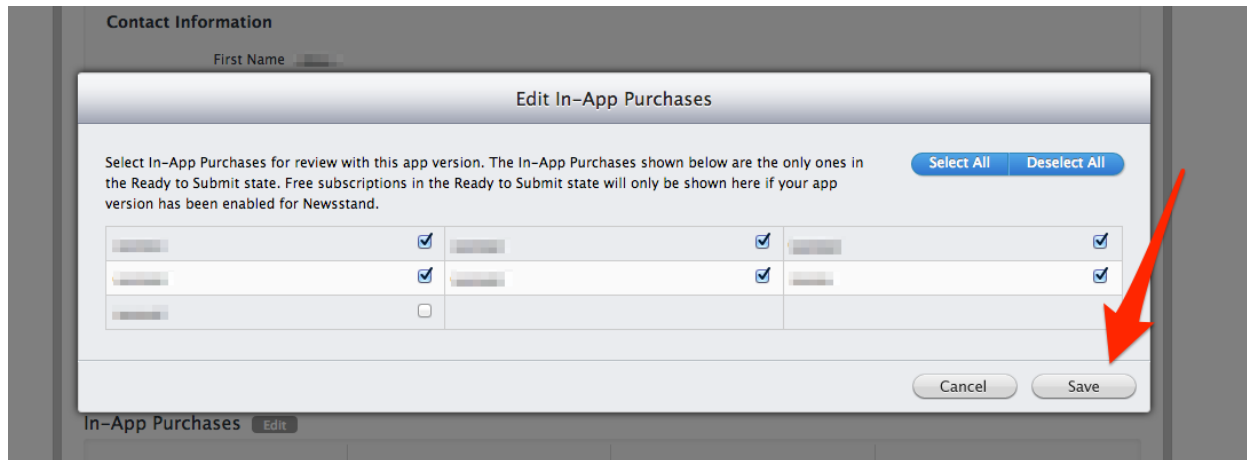 Contact Information
First Name
Edit In-App Purchases
Select In-App Purchases for review with this app version. The In-App Purchases shown below are the only ones in
the Ready to Submit state. Free subscriptions in the Ready to Submit state will only be shown here if your app
version has been enabled for Newsstand.
Select All Deselect All
Cancel Save
In-App Purchases Edit